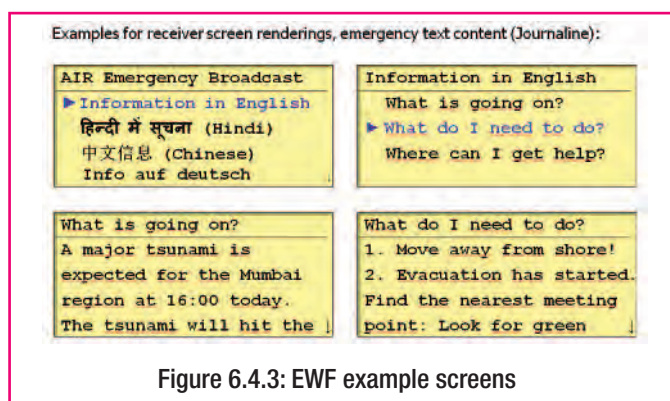 Examples for receiver screen renderings, emergency text content (Journaline):
AIR Emergency Broadcast
▶Information in English
हिन्दी में सूचना (Hindi)
中文信息 (Chinese)
Info auf deutsch
Information in English
What is going on?
▶What do I need to do?
Where can I get help?
What is going on?
A major tsunami is
expected for the Mumbai
region at 16:00 today.
The tsunami will hit the ↓
What do I need to do?
1. Move away from shore!
2. Evacuation has started.
Find the nearest meeting
point: Look for green ↓
Figure 6.4.3: EWF example screens